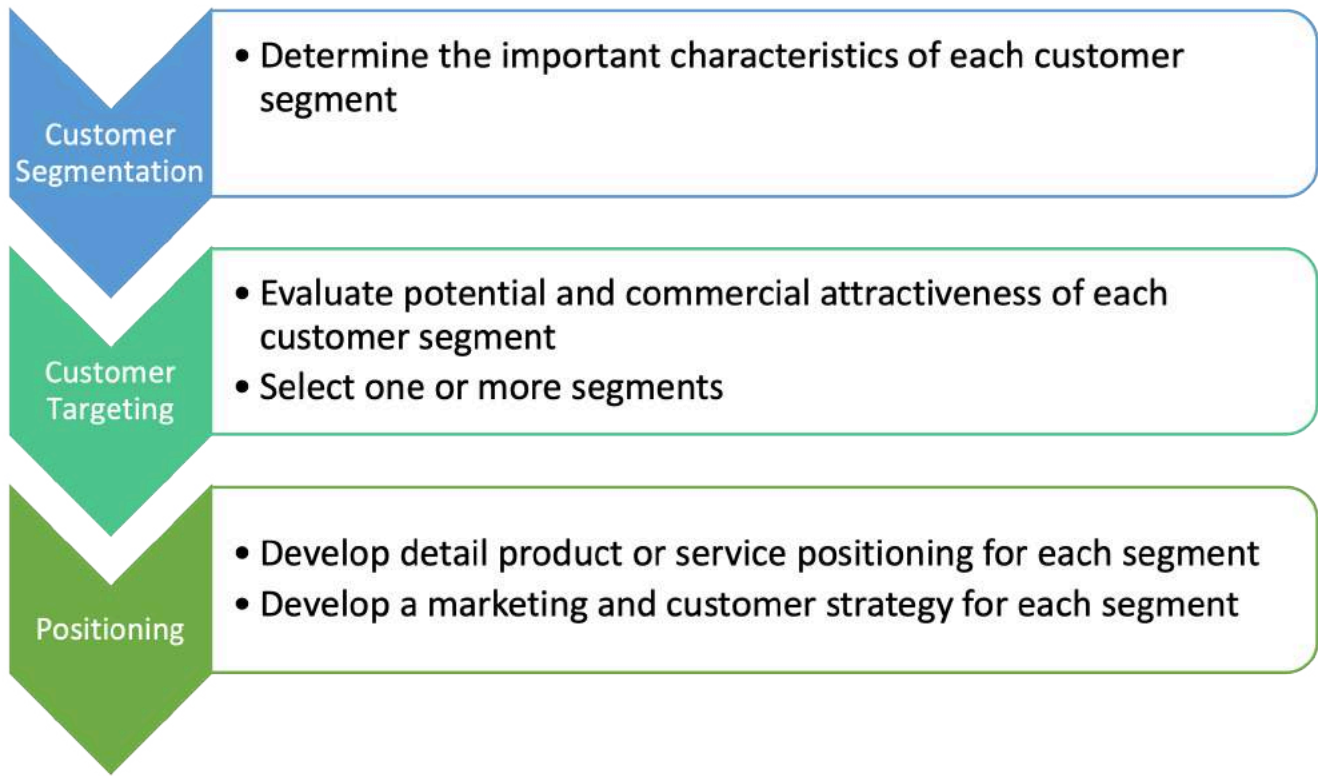 Customer
Segmentation
• Determine the important characteristics of each customer
segment
Customer
Targeting
• Evaluate potential and commercial attractiveness of each
customer segment
• Select one or more segments
Positioning
• Develop detail product or service positioning for each segment
• Develop a marketing and customer strategy for each segment